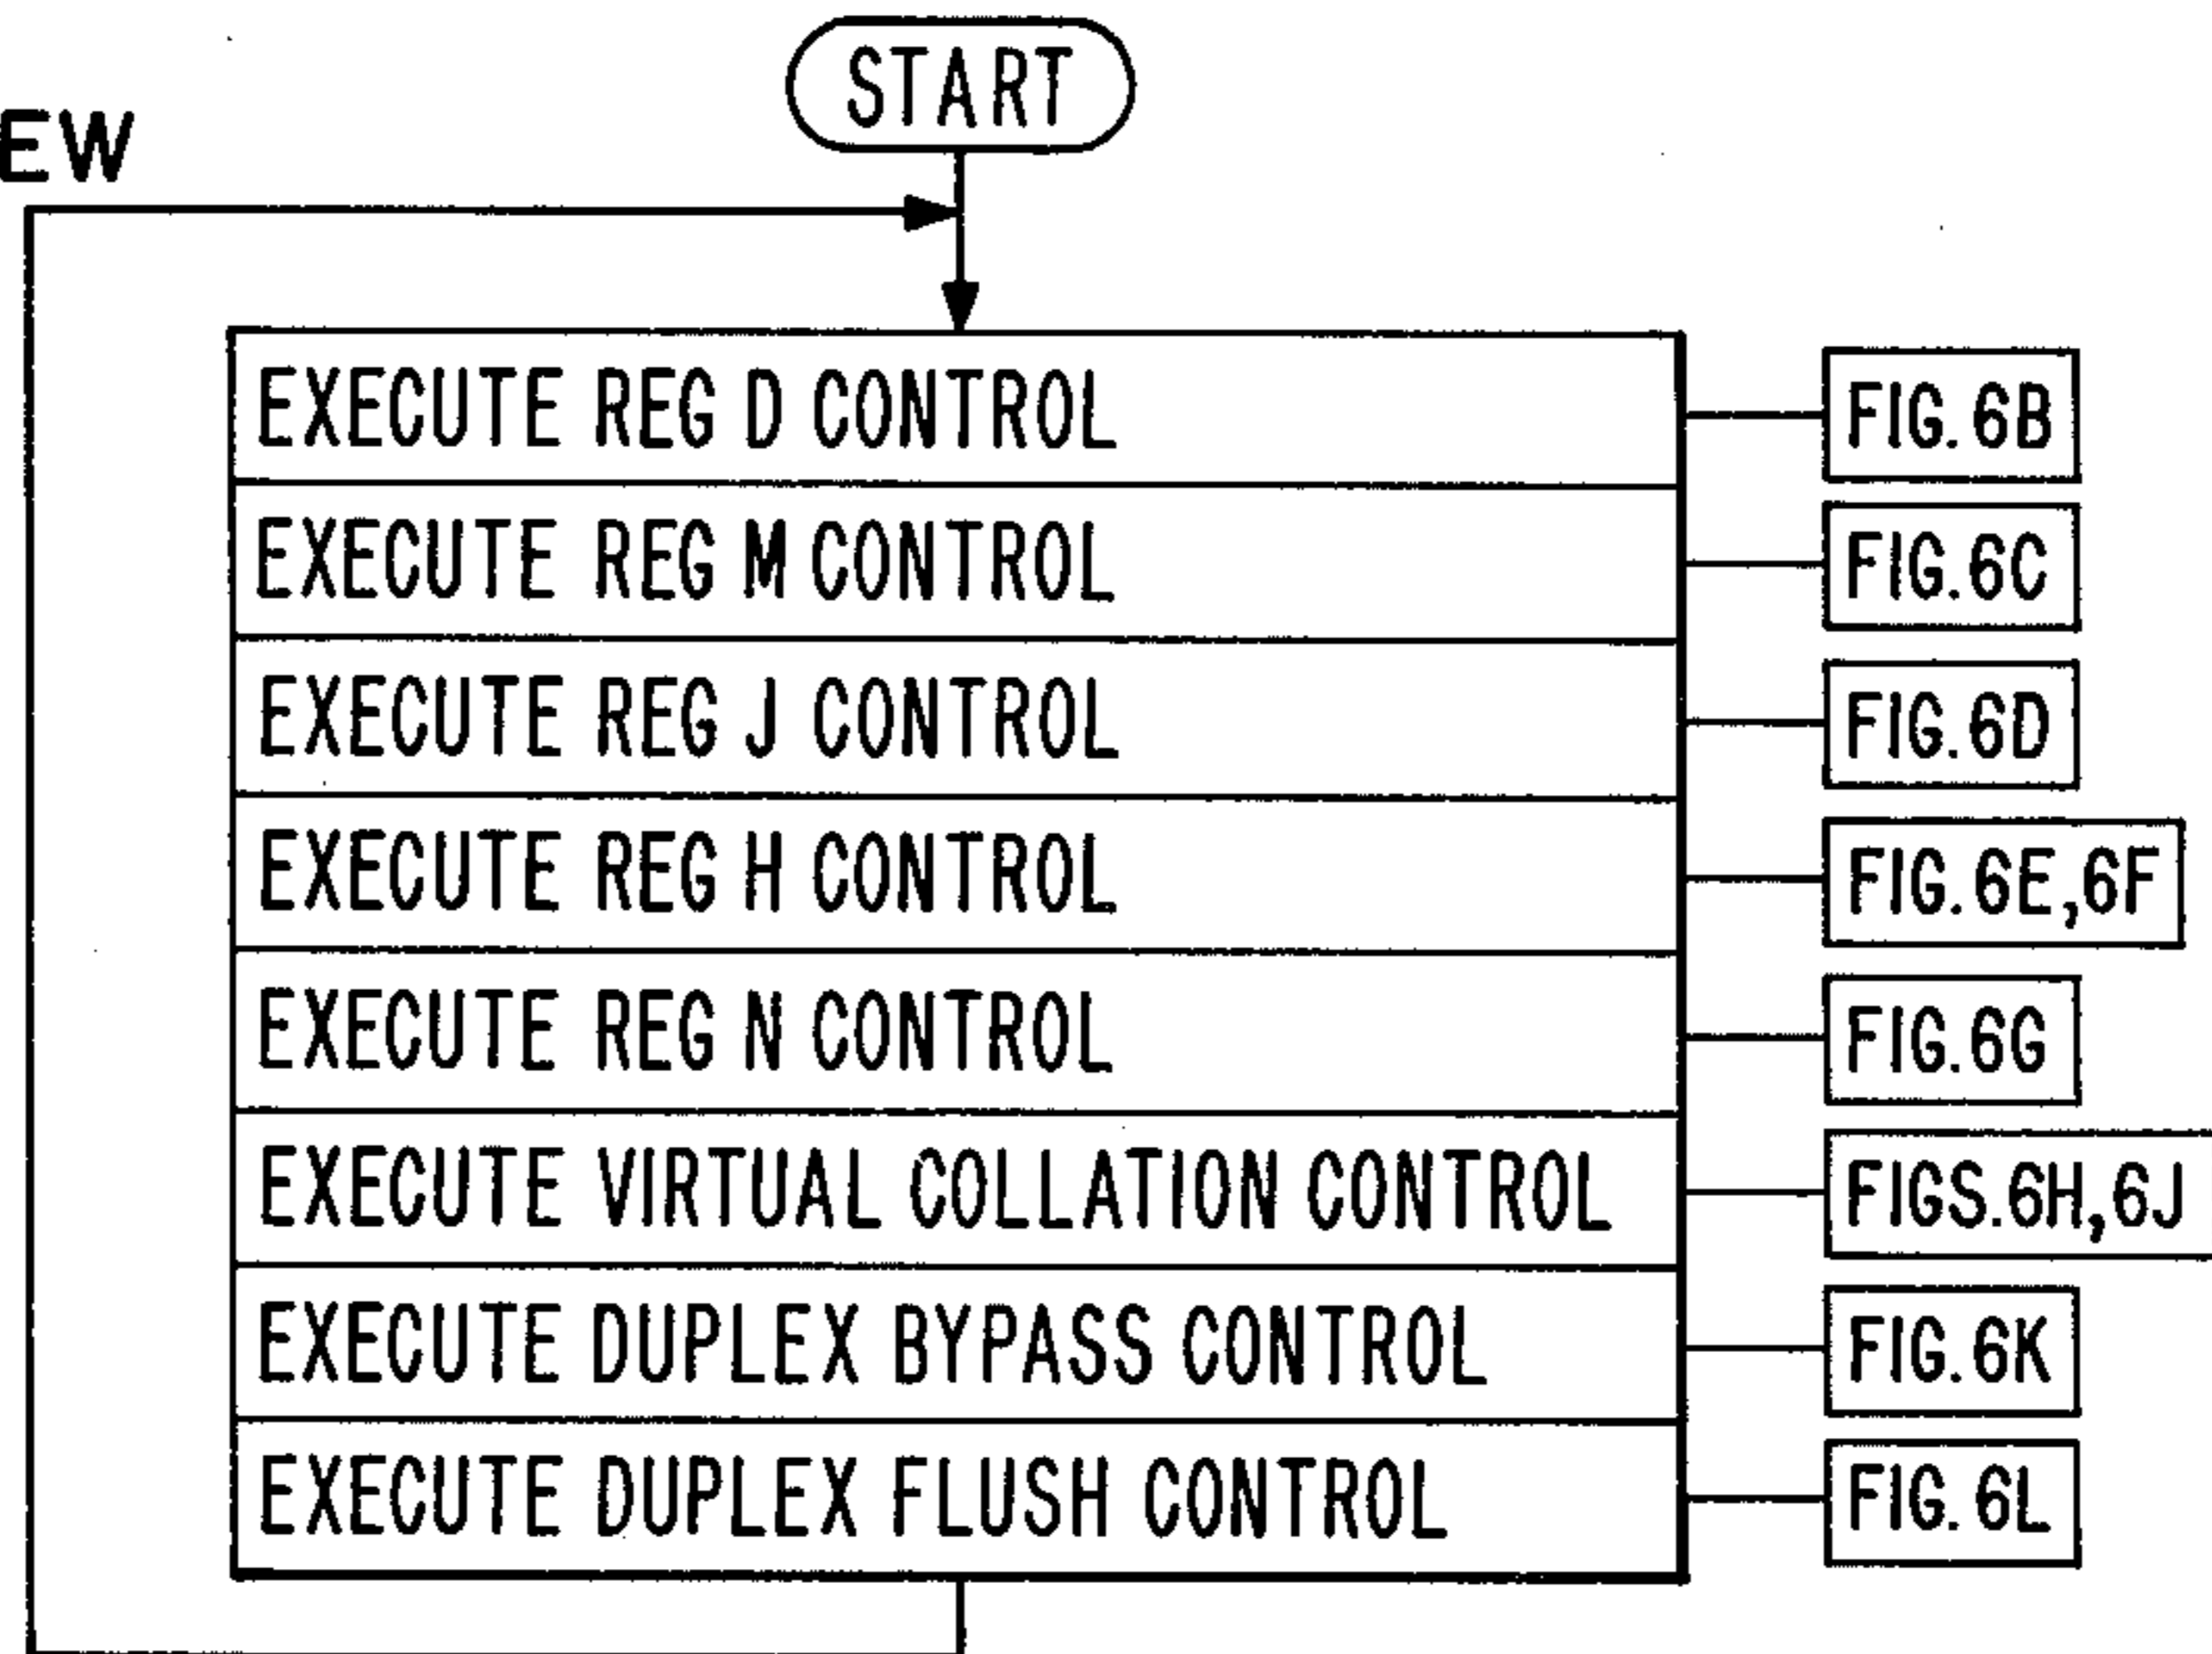 START
EW
EXECUTE REG D CONTROL
FIG. 6B
EXECUTE REG M CONTROL
FIG. 6C
EXECUTE REG J CONTROL
FIG. 6D
EXECUTE REG H CONTROL
FIG. 6E,6F
EXECUTE REG N CONTROL
FIG. 6G
EXECUTE VIRTUAL COLLATION CONTROL
FIGS. 6H,6J
EXECUTE DUPLEX BYPASS CONTROL
FIG. 6K
EXECUTE DUPLEX FLUSH CONTROL
FIG. 6L